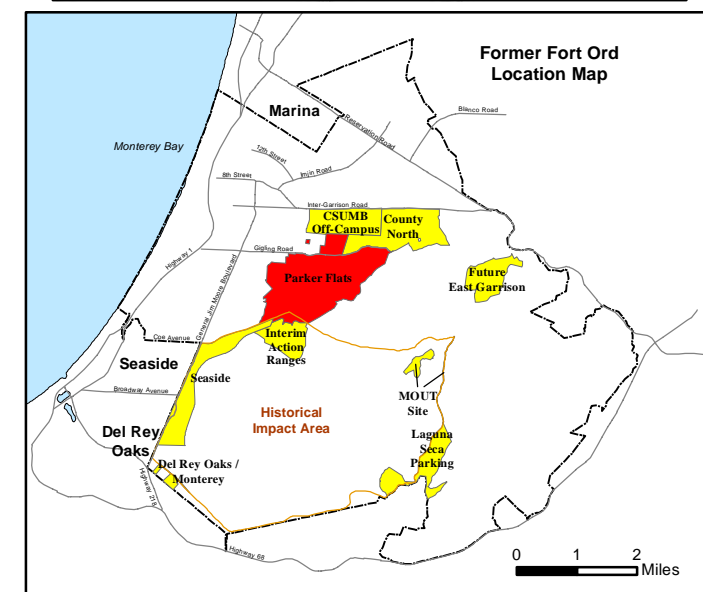 Former Fort Ord
Location Map
Marina
Blanco Road
Reservation Road
Monterey Bay
12th Street
Imjin Road
8th Street
Inter-Garrison Road
CSUMB
Off-Campus
County
North
Gigling Road
Highway 1
General Jim Moore Boulevard
Parker Flats
Future
East Garrison
Coe Avenue
Interim
Action
Ranges
Seaside
Seaside
Broadway Avenue
MOUT
Site
Historical
Impact Area
Del Rey
Oaks
Laguna
Seca
Parking
Del Rey Oaks /
Monterey
Highway 218
Highway 68
0 1 2
Miles